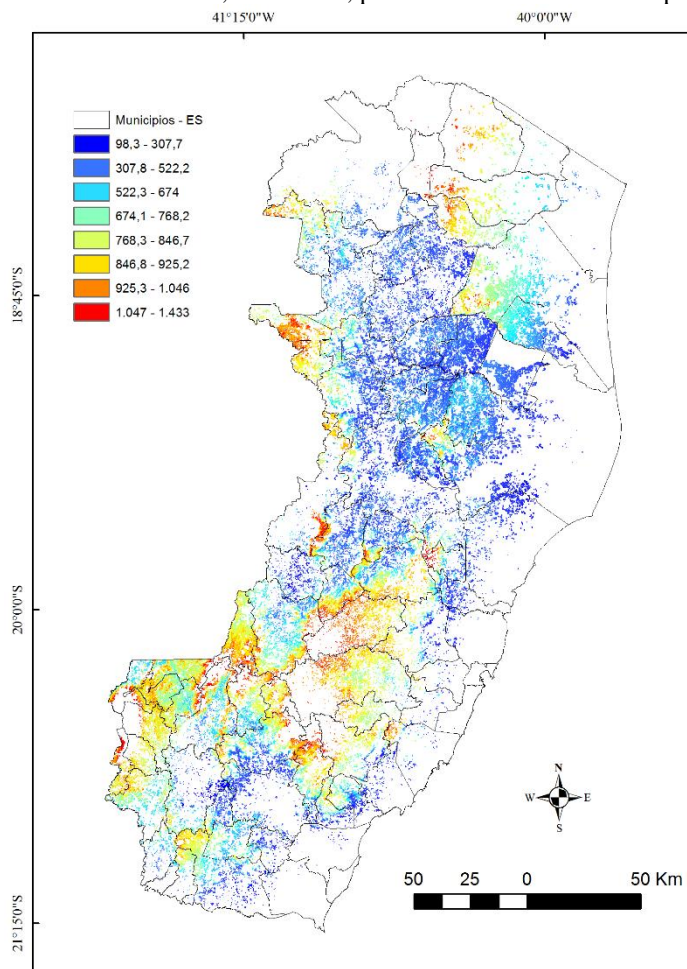 41°15'0"W 40°0'0"W
Municipios - ES
98,3 - 307,7
307,8 - 522,2
522,3 - 674
674,1 - 768,2
768,3 - 846,7
846,8 - 925,2
925,3 - 1.046
1.047 - 1.433
18°45'0"S
20°0'0"S
21°15'0"S
N
W E
S
50 25 0 50 Km